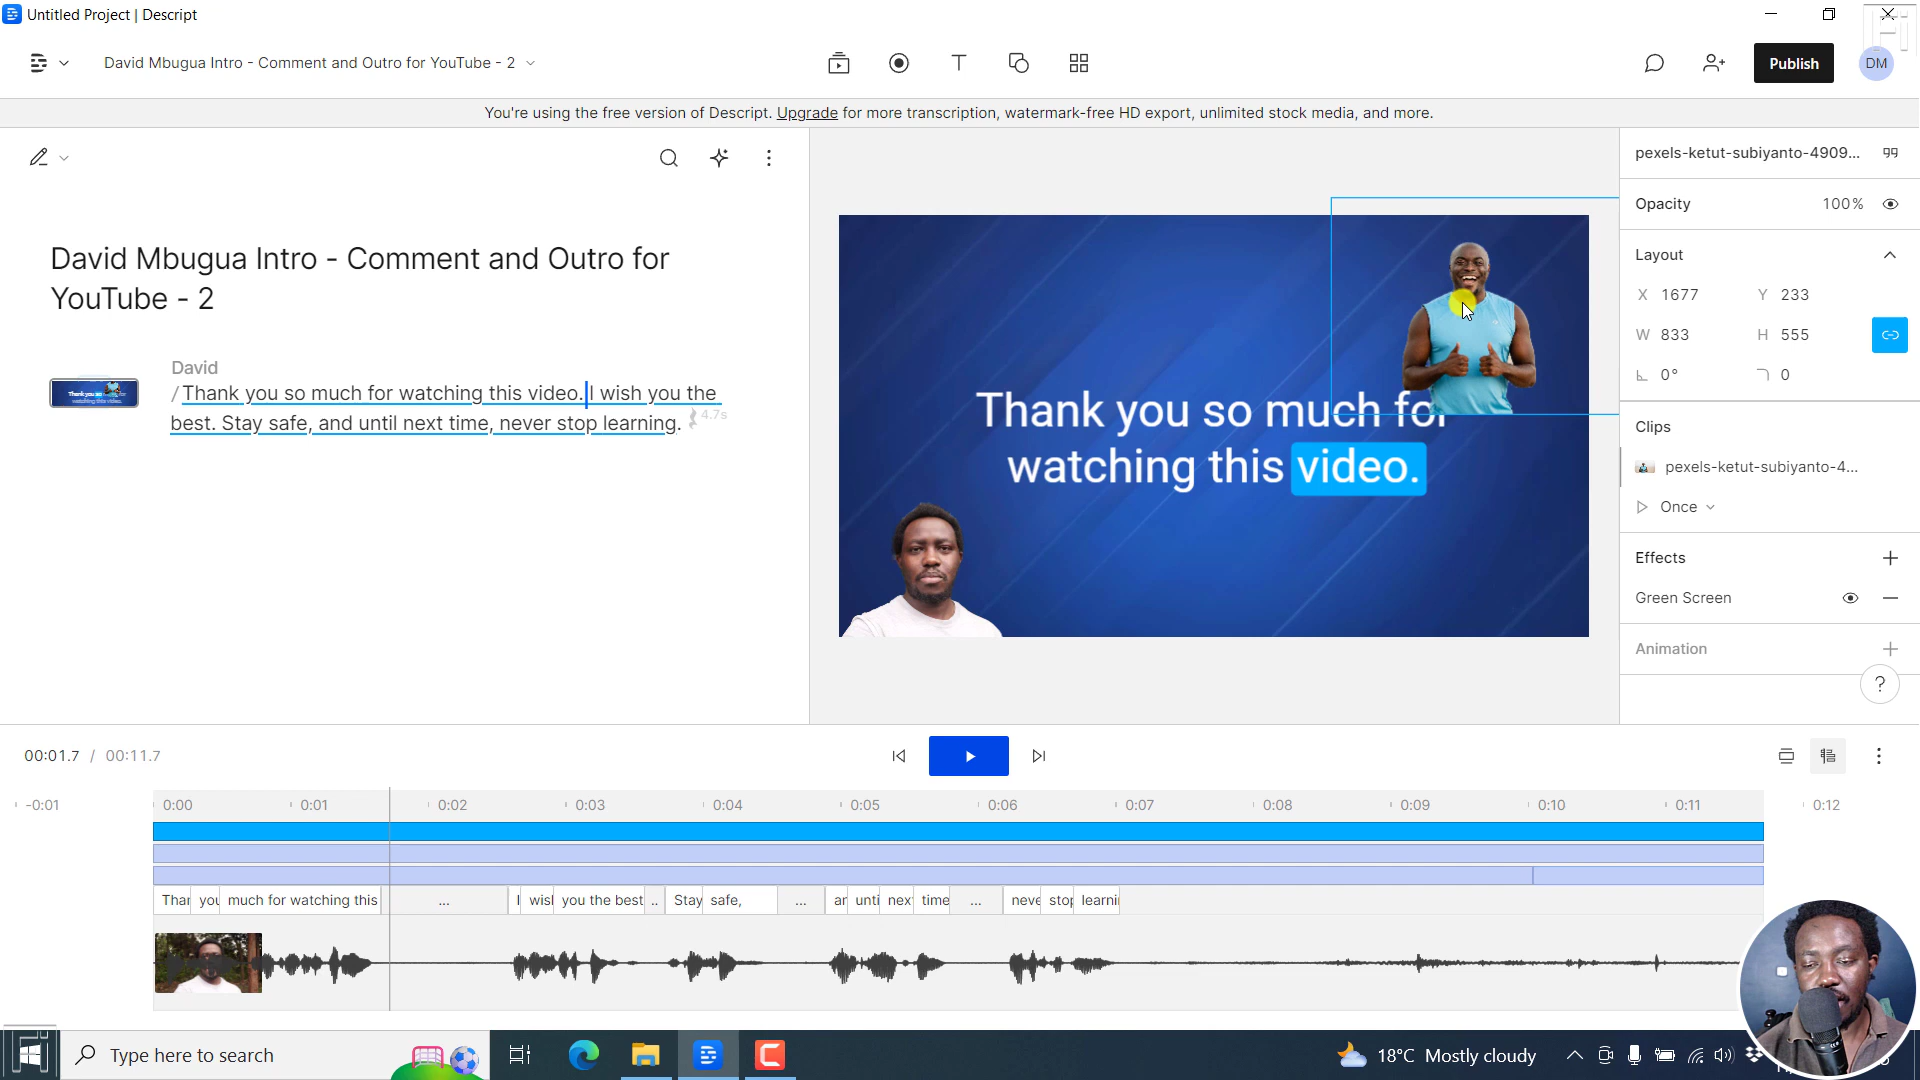 Untitled Project | Descript
David Mbugua Intro - Comment and Outro for YouTube - 2
Publish
DM
You're using the free version of Descript. Upgrade for more transcription, watermark-free HD export, unlimited stock media, and more.
David Mbugua Intro - Comment and Outro for
YouTube - 2
David
/Thank you so much for watching this video. I wish you the
best. Stay safe, and until next time, never stop learning. 4.7s
Thank you so much for
watching this video.
pexels-ketut-subiyanto-4909...
Opacity 100%
Layout
X 1677 Y 233
W 833 H 555
0° 0
Clips
pexels-ketut-subiyanto-4...
Once
Effects
Green Screen
Animation
?
00:01.7 / 00:11.7
-0:01 0:00 0:01 0:02 0:03 0:04 0:05 0:06 0:07 0:08 0:09 0:10 0:11 0:12
Thar you much for watching this ... I wisl you the best .. Stay safe, ... ar unti nex time ... neve stop learni
Type here to search
18°C Mostly cloudy